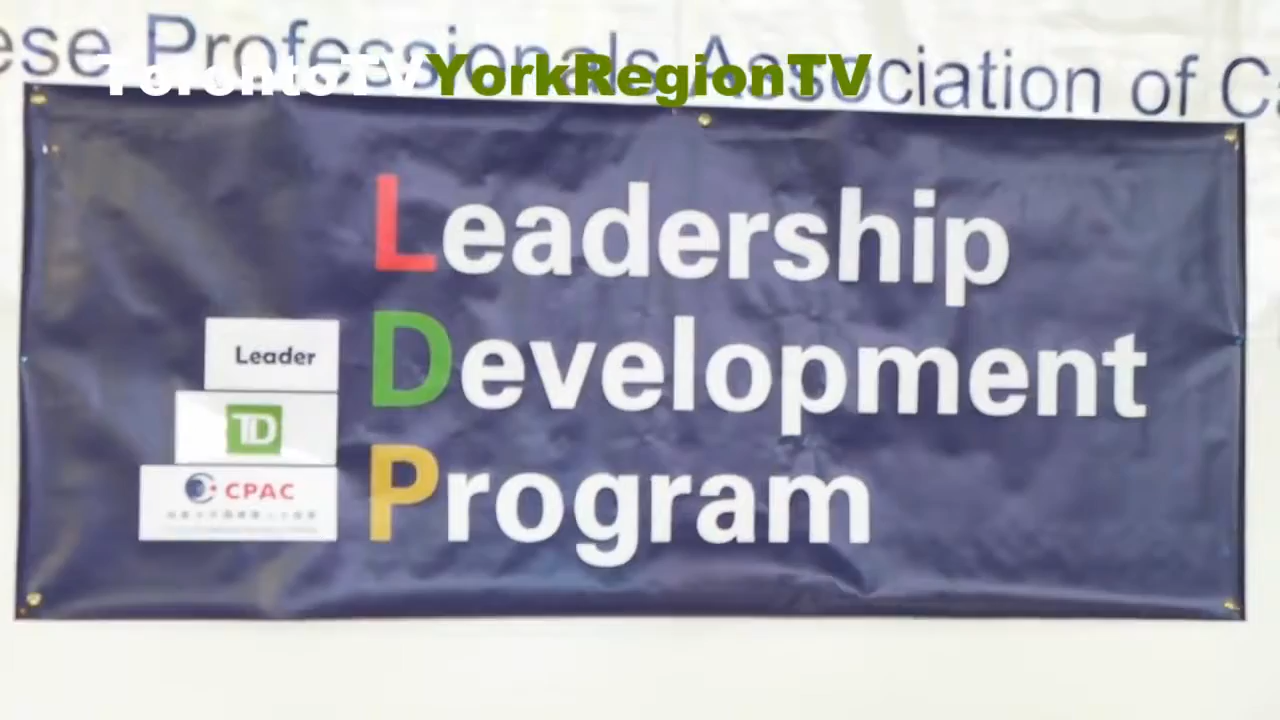 ese Professionals Association of Ca
TorontoTV YorkRegionTV
Leadership
Development
Program
Leader
TD
CPAC